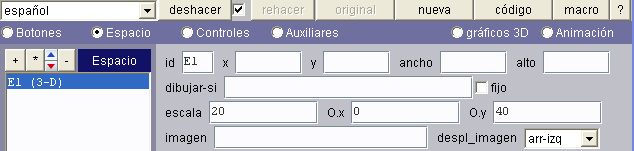 español deshacer rehacer original nueva código macro ?
Botones Espacio Controles Auxiliares gráficos 3D Animación
+ * - Espacio id E1 x y ancho alto
E1 (3-D) dibujar-si fijo
escala 20 O.x 0 O.y 40
imagen despl_imagen arr-izq